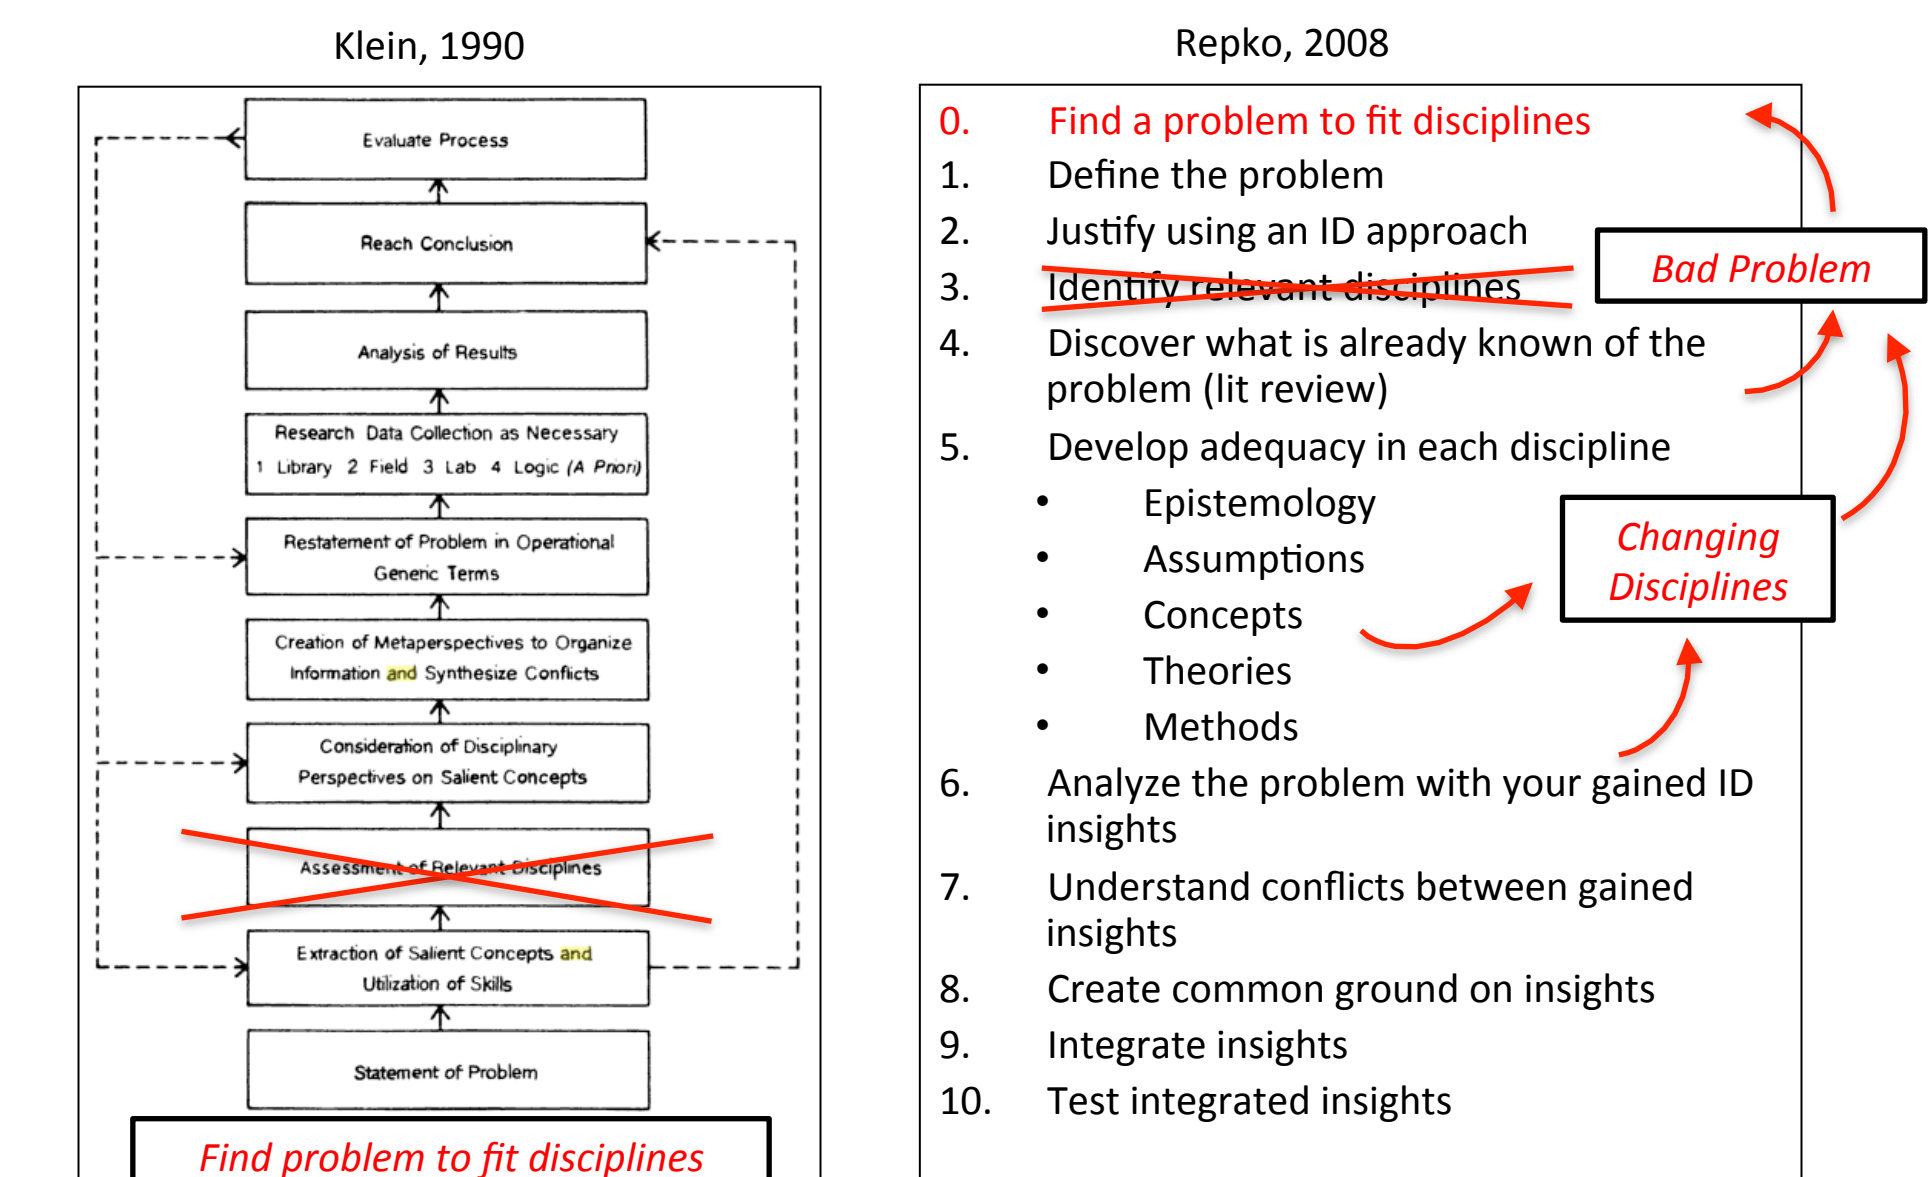 Klein, 1990
Evaluate Process
Reach Conclusion
Analysis of Results
Research Data Collection as Necessary
1 Library 2 Field 3 Lab 4 Logic (A Priori)
Restatement of Problem in Operational
Generic Terms
Creation of Metaperspectives to Organize
Information and Synthesize Conflicts
Consideration of Disciplinary
Perspectives on Salient Concepts
Assessment of Relevant Disciplines
Extraction of Salient Concepts and
Utilization of Skills
Statement of Problem
Find problem to fit disciplines
Repko, 2008
0. Find a problem to fit disciplines
1. Define the problem
2. Justify using an ID approach
3. Identify relevant disciplines
4. Discover what is already known of the
problem (lit review)
5. Develop adequacy in each discipline
• Epistemology
• Assumptions
• Concepts
• Theories
• Methods
6. Analyze the problem with your gained ID
insights
7. Understand conflicts between gained
insights
8. Create common ground on insights
9. Integrate insights
10. Test integrated insights
Bad Problem
Changing
Disciplines